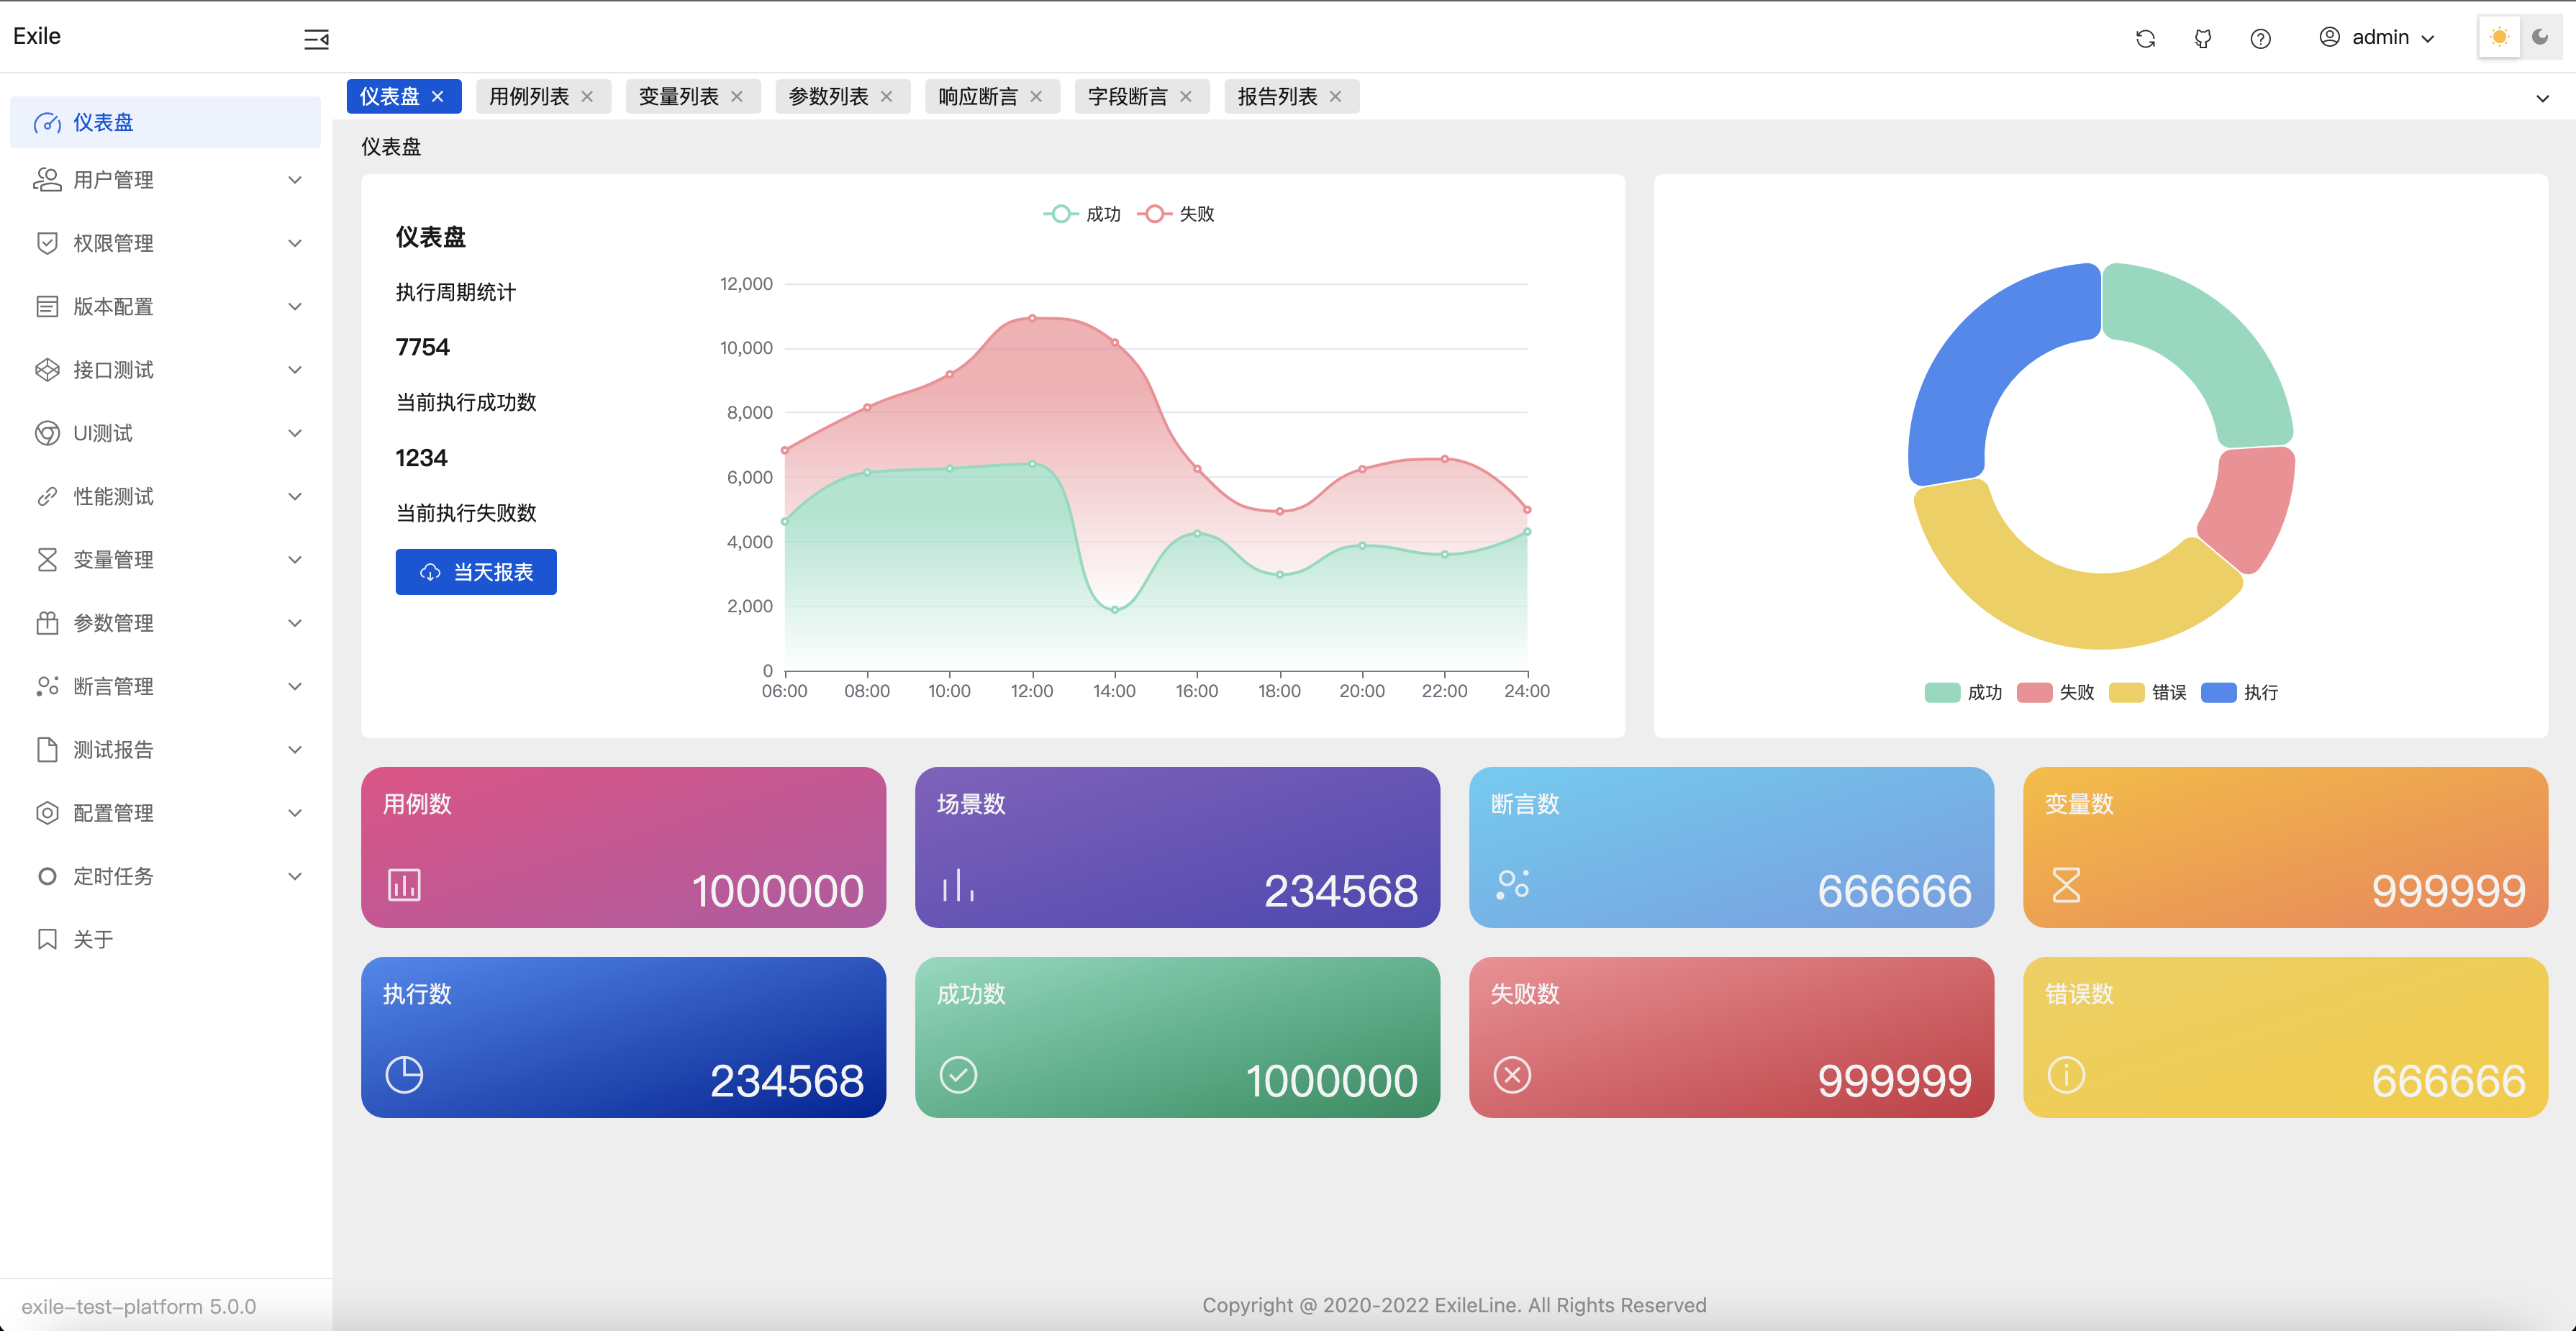 Exile
admin
仪表盘
用户管理
权限管理
版本配置
接口测试
UI测试
性能测试
变量管理
参数管理
断言管理
测试报告
配置管理
定时任务
关于
exile-test-platform 5.0.0
仪表盘 用例列表 变量列表 参数列表 响应断言 字段断言 报告列表
仪表盘
仪表盘
执行周期统计
7754
当前执行成功数
1234
当前执行失败数
当天报表
成功 失败
12,000
10,000
8,000
6,000
4,000
2,000
0
06:00 08:00 10:00 12:00 14:00 16:00 18:00 20:00 22:00 24:00
成功 失败 错误 执行
用例数
1000000
场景数
234568
断言数
666666
变量数
999999
执行数
234568
成功数
1000000
失败数
999999
错误数
666666
Copyright @ 2020-2022 ExileLine. All Rights Reserved